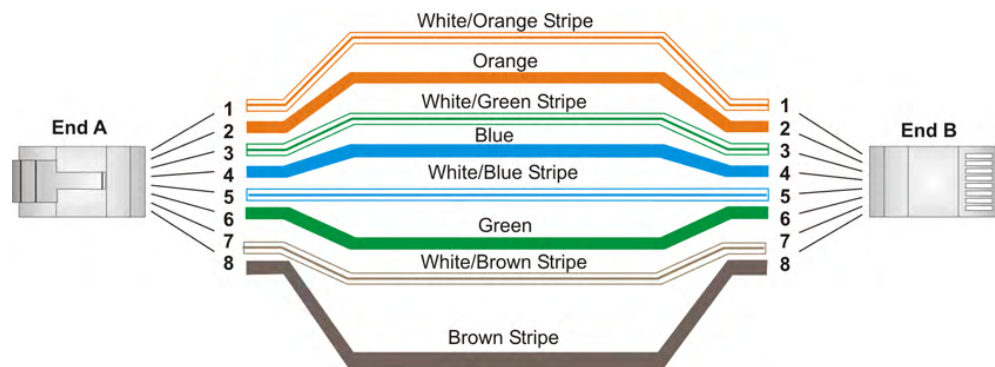 White/Orange Stripe
Orange
White/Green Stripe
Blue
White/Blue Stripe
Green
White/Brown Stripe
Brown Stripe
End A
1
2
3
4
5
6
7
8
End B
1
2
3
4
5
6
7
8